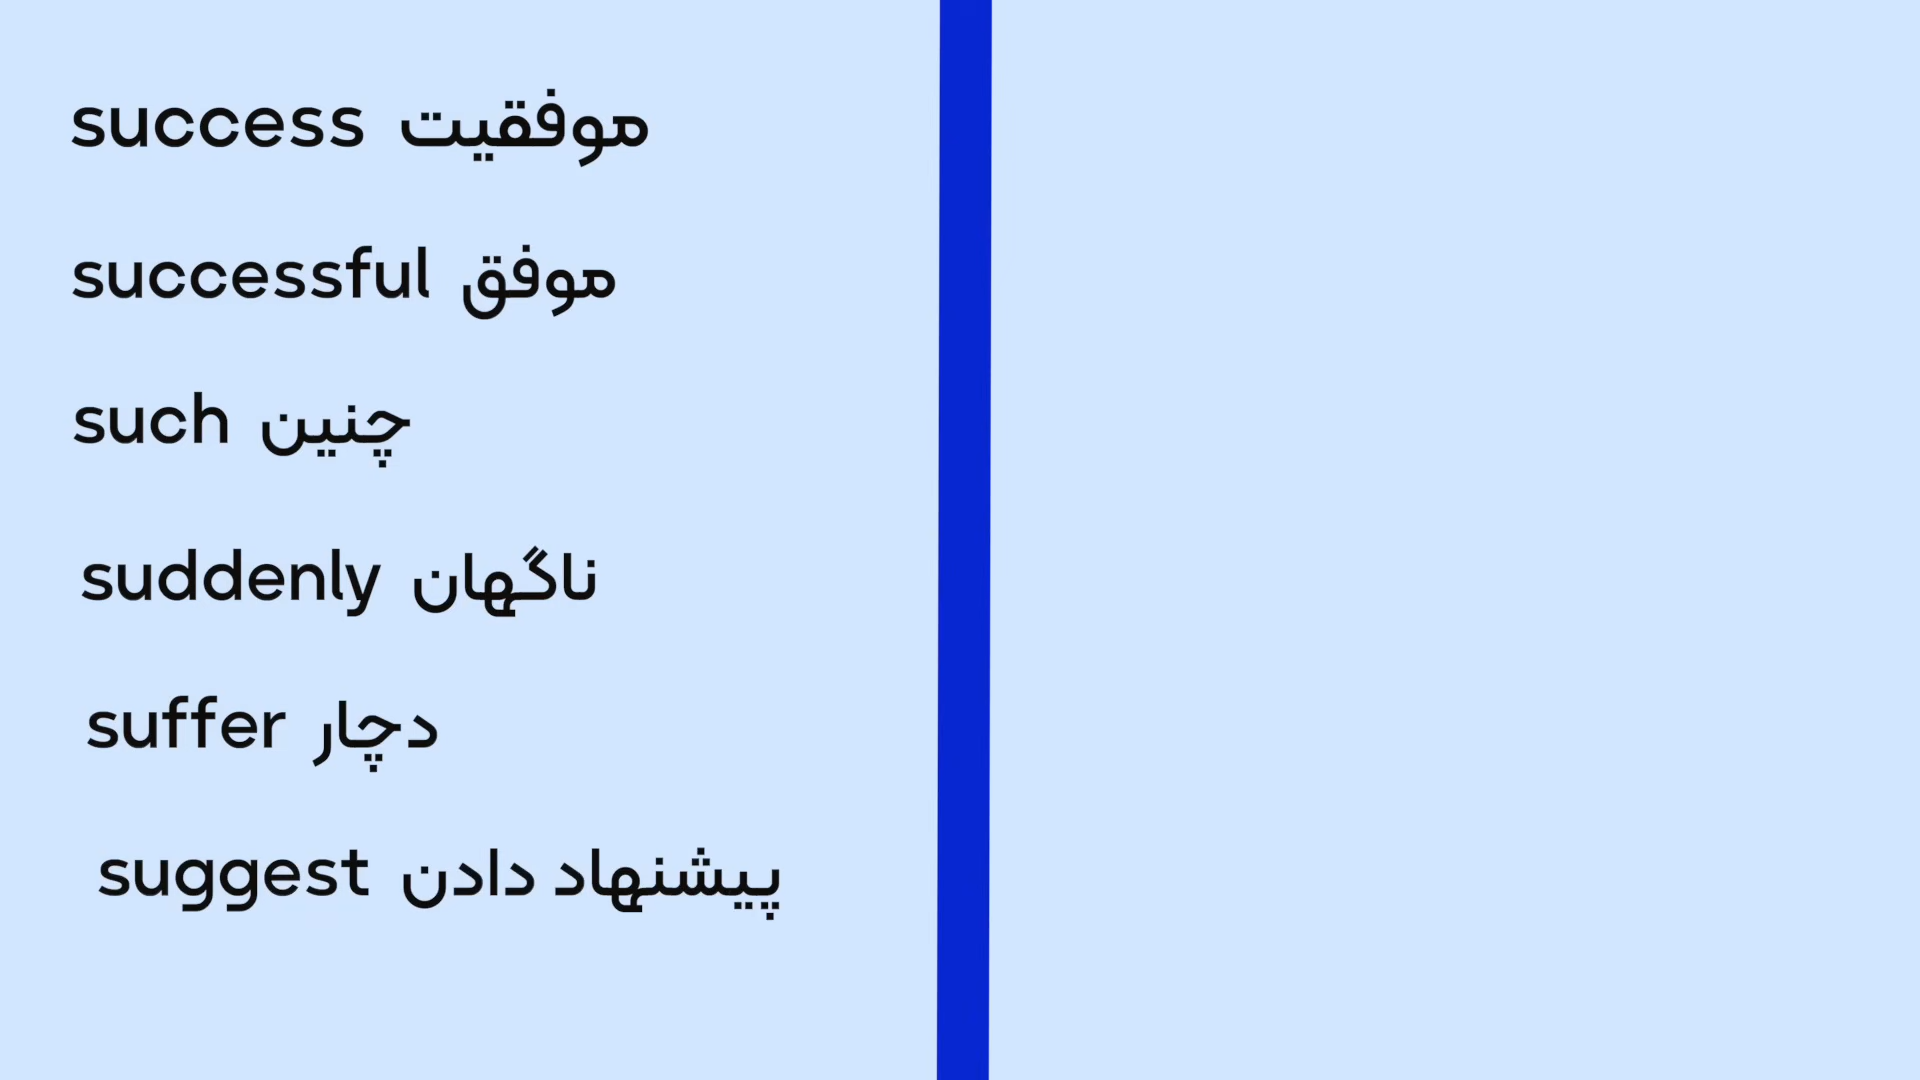 success موفقیت
successful موفق
such چنین
suddenly ناگهان
suffer دچار
suggest پیشنهاد دادن